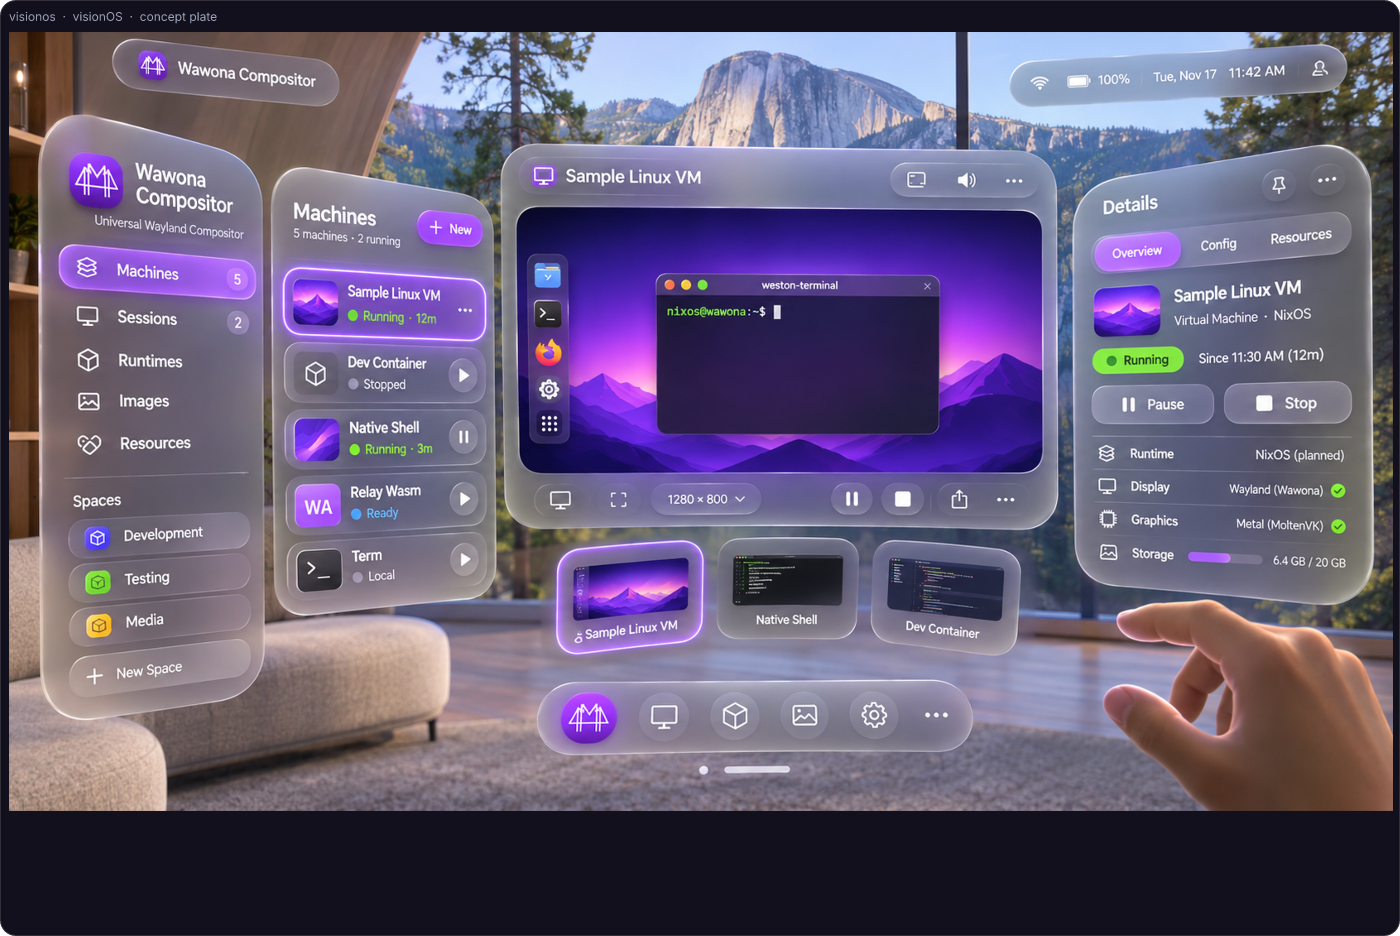 visionos · visionOS · concept plate
Wawona Compositor
100%
Tue, Nov 17 11:42 AM
Wawona
Compositor
Universal Wayland Compositor
Machines 5
Sessions 2
Runtimes
Images
Resources
Spaces
Development
Testing
Media
+ New Space
Machines
5 machines · 2 running
+ New
Sample Linux VM
Running · 12m
Dev Container
Stopped
Native Shell
Running · 3m
WA
Relay Wasm
Ready
Term
Local
Sample Linux VM
weston-terminal
nixos@wawona:~$
1280 × 800
Sample Linux VM
Native Shell
Dev Container
Details
Overview Config Resources
Sample Linux VM
Virtual Machine · NixOS
Running Since 11:30 AM (12m)
Pause Stop
Runtime NixOS (planned)
Display Wayland (Wawona)
Graphics Metal (MoltenVK)
Storage 6.4 GB / 20 GB